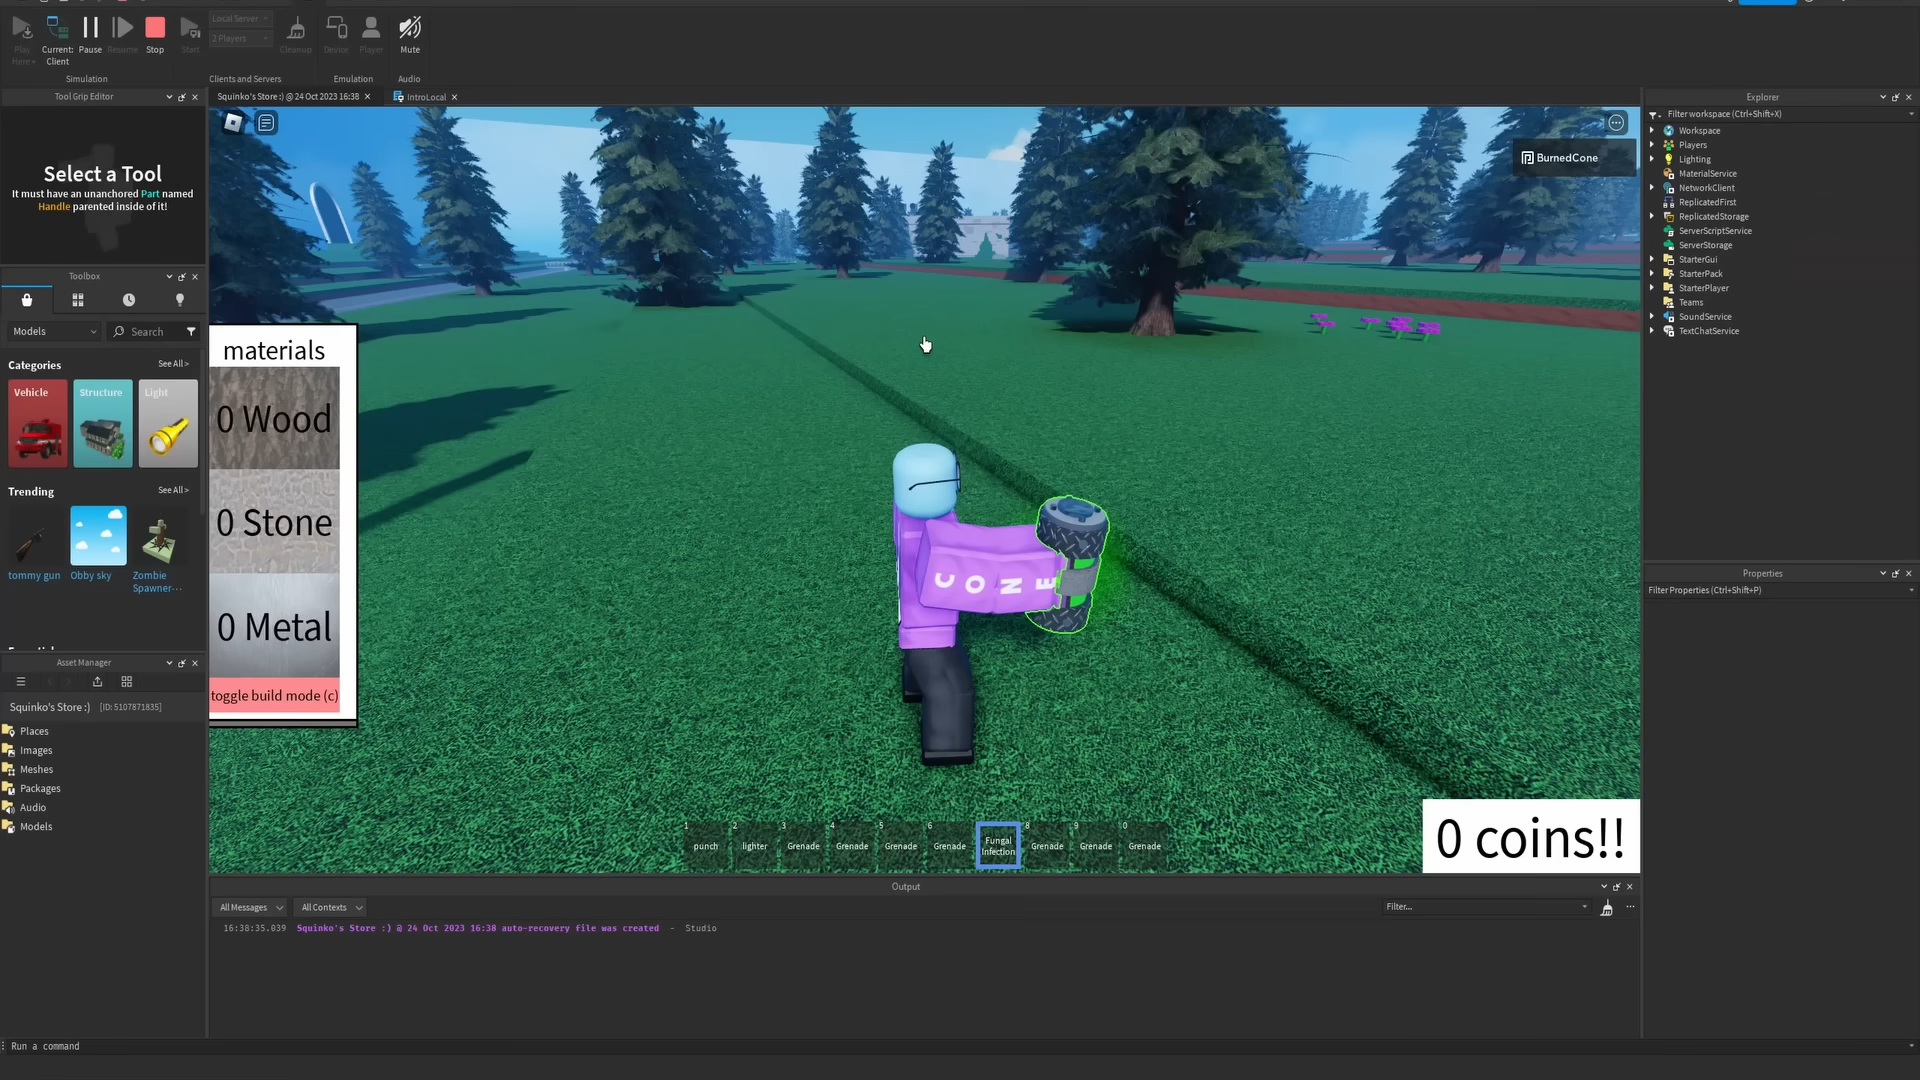 Play
Here
Current:
Client
Pause
Resume
Stop
Start
Local Server
2 Players
Cleanup
Device
Player
Mute
Simulation
Clients and Servers
Emulation
Audio
Tool Grip Editor
Squinko's Store :) @ 24 Oct 2023 16:38
IntroLocal
Explorer
Filter workspace (Ctrl+Shift+X)
Workspace
Players
Lighting
MaterialService
NetworkClient
ReplicatedFirst
ReplicatedStorage
ServerScriptService
ServerStorage
StarterGui
StarterPack
StarterPlayer
Teams
SoundService
TextChatService
BurnedCone
Select a Tool
It must have an unanchored Part named
Handle parented inside of it!
Toolbox
Models
Search
Categories
See All >
Vehicle
Structure
Light
Trending
See All >
tommy gun
Obby sky
Zombie
Spawner···
materials
0 Wood
0 Stone
0 Metal
toggle build mode (c)
CONE
Asset Manager
Squinko's Store :) [ID: 5107871835]
Places
Images
Meshes
Packages
Audio
Models
Properties
Filter Properties (Ctrl+Shift+P)
1 punch
2 lighter
3 Grenade
4 Grenade
5 Grenade
6 Grenade
Fungal
Infection
8 Grenade
9 Grenade
0 Grenade
0 coins!!
Output
All Messages
All Contexts
Filter...
16:38:35.039 Squinko's Store :) @ 24 Oct 2023 16:38 auto-recovery file was created - Studio
Run a command